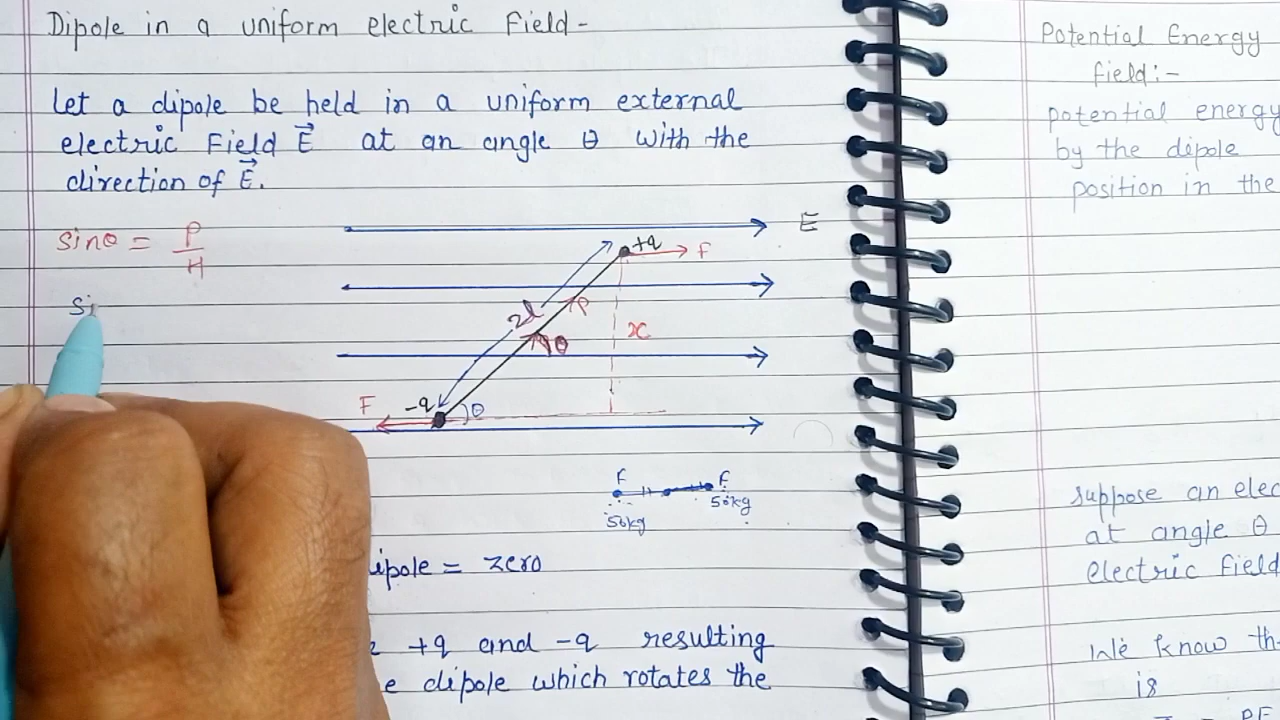 Dipole in a uniform electric Field -
Let a dipole be held in a uniform external
electric Field E⃗ at an angle θ with the
direction of E⃗.
sinθ = P/H
Si
E
+q
F
2l
P
x
θ
F
-q
θ
F
F
50kg
50kg
ipole = zero
+q and -q resulting
e dipole which rotates the
Potential Energy
field:-
potential energy
by the dipole
position in the
Suppose an elec
at angle θ
electric field
We know th
is
PE